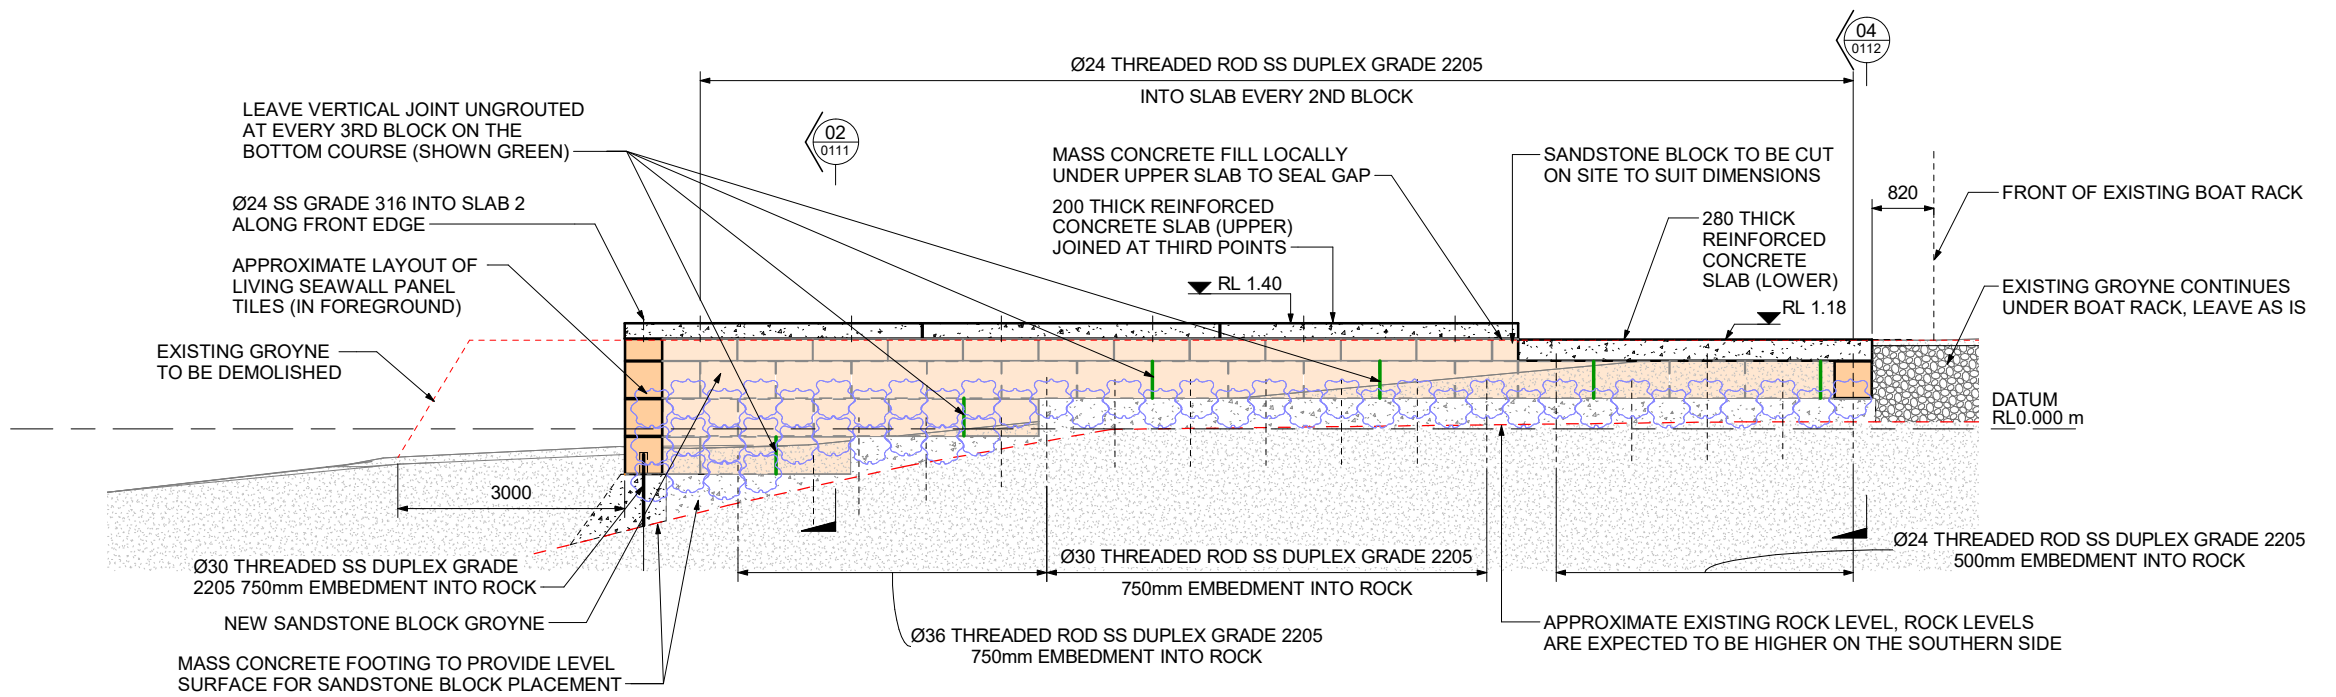 04
0112
Ø24 THREADED ROD SS DUPLEX GRADE 2205
INTO SLAB EVERY 2ND BLOCK
LEAVE VERTICAL JOINT UNGROUTED
AT EVERY 3RD BLOCK ON THE
BOTTOM COURSE (SHOWN GREEN)
02
0111
MASS CONCRETE FILL LOCALLY
UNDER UPPER SLAB TO SEAL GAP
SANDSTONE BLOCK TO BE CUT
ON SITE TO SUIT DIMENSIONS
820
FRONT OF EXISTING BOAT RACK
Ø24 SS GRADE 316 INTO SLAB 2
ALONG FRONT EDGE
200 THICK REINFORCED
CONCRETE SLAB (UPPER)
JOINED AT THIRD POINTS
280 THICK
REINFORCED
CONCRETE
SLAB (LOWER)
APPROXIMATE LAYOUT OF
LIVING SEAWALL PANEL
TILES (IN FOREGROUND)
RL 1.40
RL 1.18
EXISTING GROYNE CONTINUES
UNDER BOAT RACK, LEAVE AS IS
EXISTING GROYNE
TO BE DEMOLISHED
DATUM
RL0.000 m
3000
Ø30 THREADED SS DUPLEX GRADE
2205 750mm EMBEDMENT INTO ROCK
Ø30 THREADED ROD SS DUPLEX GRADE 2205
750mm EMBEDMENT INTO ROCK
Ø24 THREADED ROD SS DUPLEX GRADE 2205
500mm EMBEDMENT INTO ROCK
NEW SANDSTONE BLOCK GROYNE
Ø36 THREADED ROD SS DUPLEX GRADE 2205
750mm EMBEDMENT INTO ROCK
APPROXIMATE EXISTING ROCK LEVEL, ROCK LEVELS
ARE EXPECTED TO BE HIGHER ON THE SOUTHERN SIDE
MASS CONCRETE FOOTING TO PROVIDE LEVEL
SURFACE FOR SANDSTONE BLOCK PLACEMENT